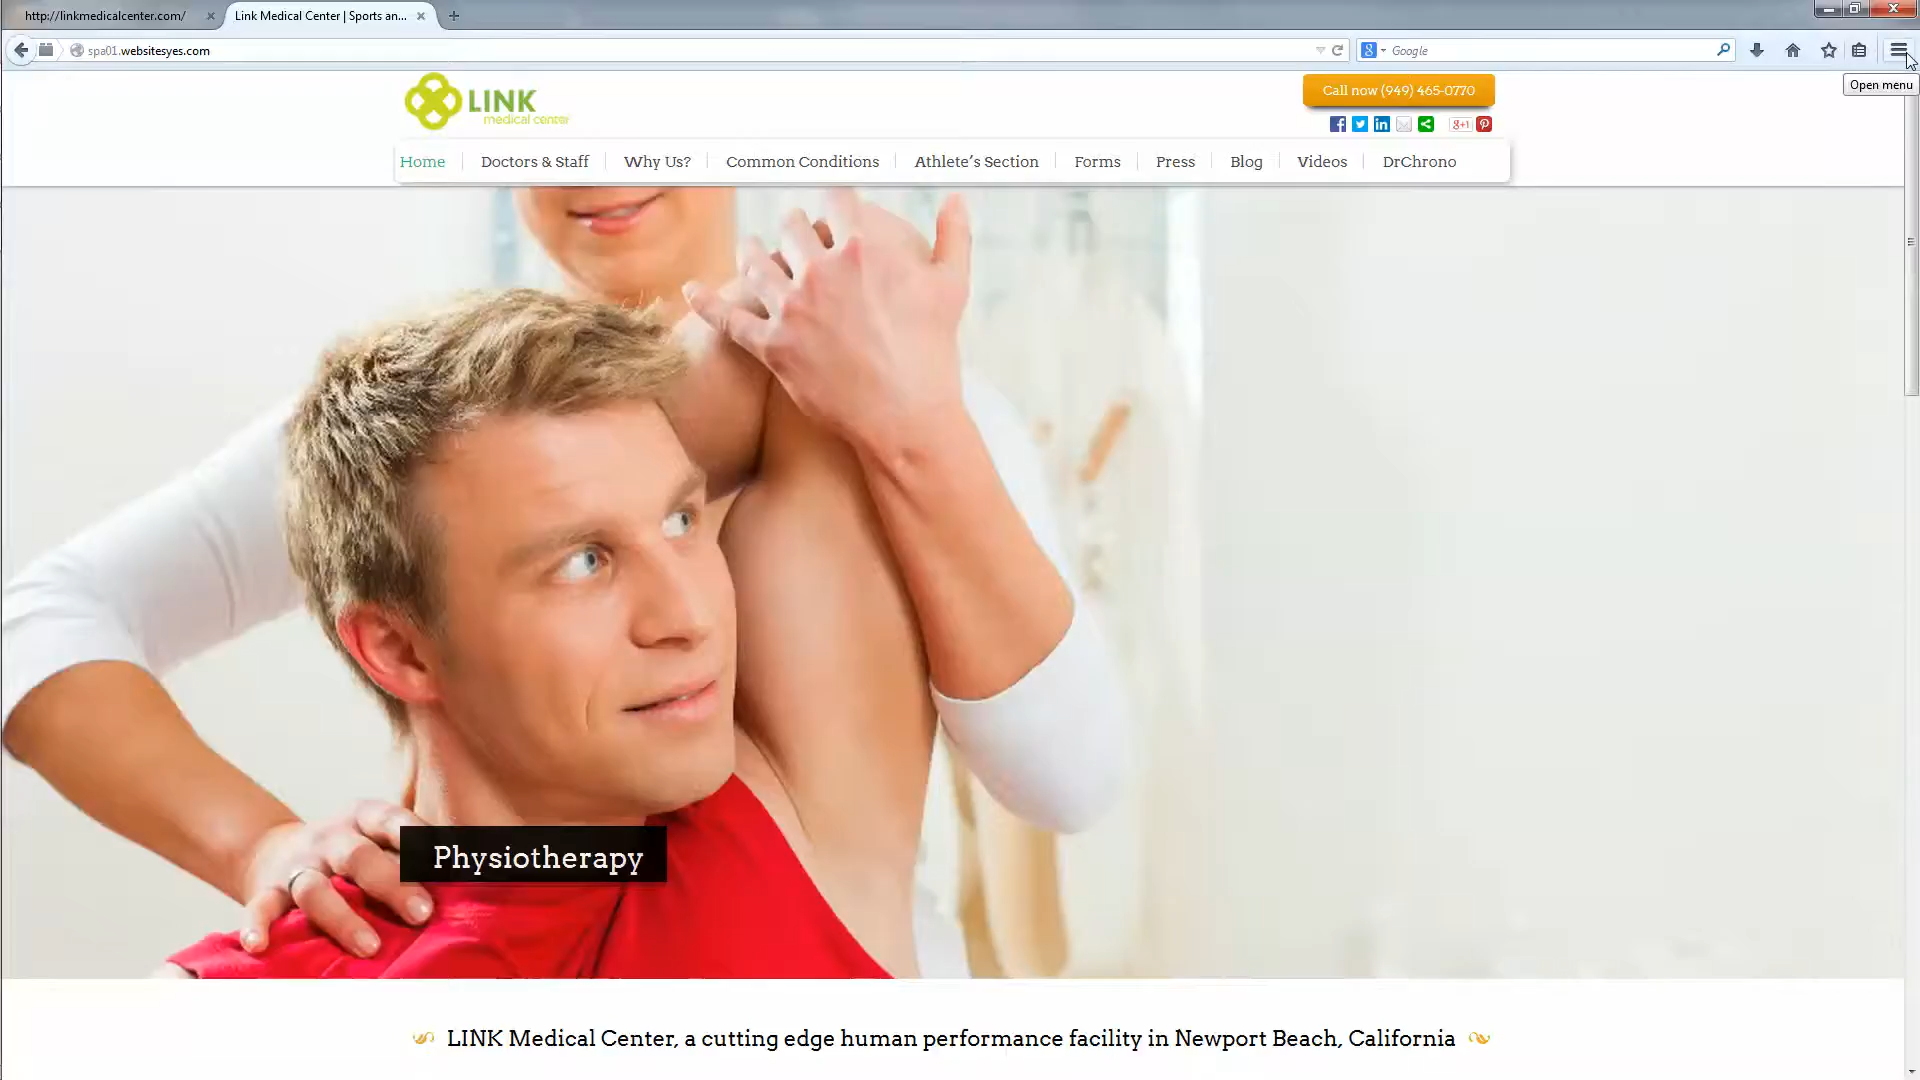 http://linkmedicalcenter.com/
Link Medical Center | Sports an...
spa01.websitesyes.com
Google
Open menu
LINK
medical center
Call now (949) 465-0770
Home
Doctors & Staff
Why Us?
Common Conditions
Athlete's Section
Forms
Press
Blog
Videos
DrChrono
Physiotherapy
LINK Medical Center, a cutting edge human performance facility in Newport Beach, California